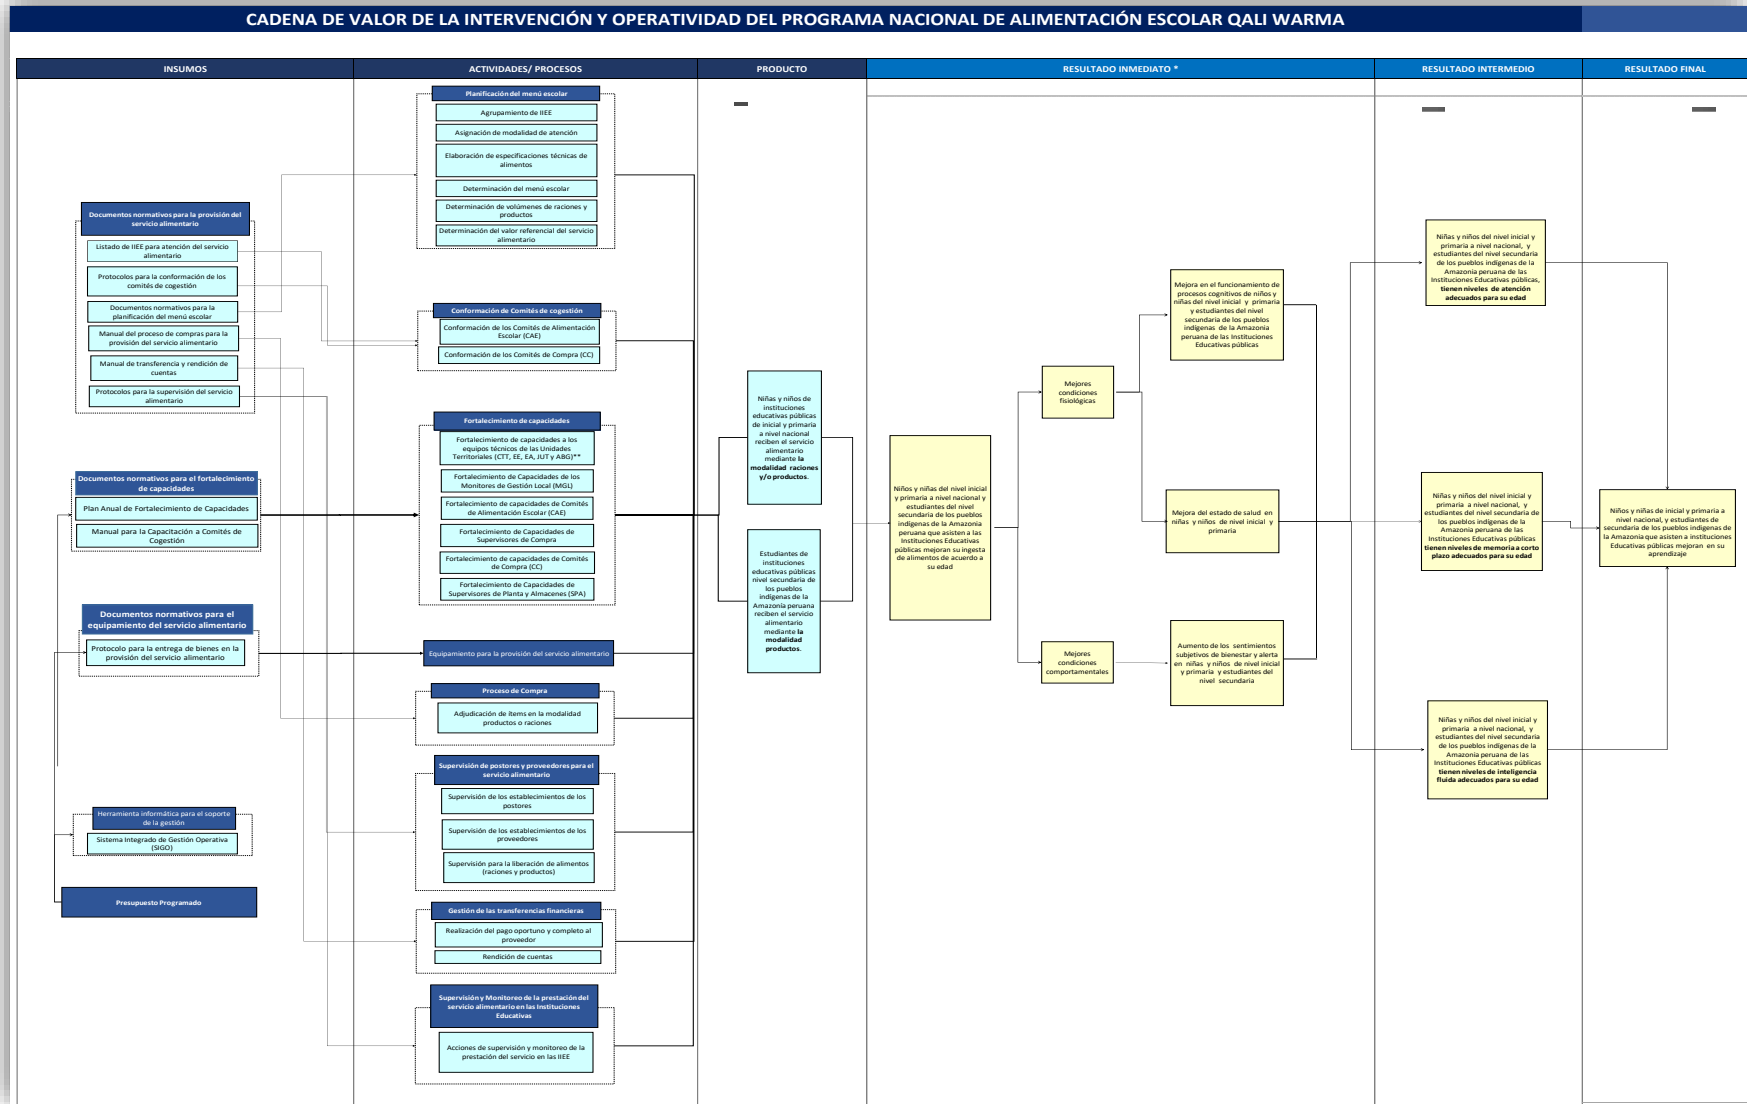 CADENA DE VALOR DE LA INTERVENCIÓN Y OPERATIVIDAD DEL PROGRAMA NACIONAL DE ALIMENTACIÓN ESCOLAR QALI WARMA
INSUMOS
ACTIVIDADES/ PROCESOS
PRODUCTO
RESULTADO INMEDIATO *
RESULTADO INTERMEDIO
RESULTADO FINAL
Documentos normativos para la provisión del
servicio alimentario
Listado de IIEE para atención del servicio
alimentario
Protocolos para la conformación de los
comités de cogestión
Documentos normativos para la
planificación del menú escolar
Manual del proceso de compras para la
provisión del servicio alimentario
Manual de transferencia y rendición de
cuentas
Protocolos para la supervisión del servicio
alimentario
Documentos normativos para el fortalecimiento
de capacidades
Plan Anual de Fortalecimiento de Capacidades
Manual para la Capacitación a Comités de
Cogestión
Documentos normativos para el
equipamiento del servicio alimentario
Protocolo para la entrega de bienes en la
provisión del servicio alimentario
Herramienta informática para el soporte
de la gestión
Sistema Integrado de Gestión Operativa
(SIGO)
Presupuesto Programado
Planificación del menú escolar
Agrupamiento de IIEE
Asignación de modalidad de atención
Elaboración de especificaciones técnicas de
alimentos
Determinación del menú escolar
Determinación de volúmenes de raciones y
productos
Determinación del valor referencial del servicio
alimentario
Conformación de Comités de cogestión
Conformación de los Comités de Alimentación
Escolar (CAE)
Conformación de los Comités de Compra (CC)
Fortalecimiento de capacidades
Fortalecimiento de capacidades a los
equipos técnicos de las Unidades
Territoriales (CTT, EE, EA, JUT y ABG)**
Fortalecimiento de Capacidades de los
Monitores de Gestión Local (MGL)
Fortalecimiento de capacidades de Comités
de Alimentación Escolar (CAE)
Fortalecimiento de Capacidades de
Supervisores de Compra
Fortalecimiento de capacidades de Comités
de Compra (CC)
Fortalecimiento de Capacidades de
Supervisores de Planta y Almacenes (SPA)
Equipamiento para la provisión del servicio alimentario
Proceso de Compra
Adjudicación de ítems en la modalidad
productos o raciones
Supervisión de postores y proveedores para el
servicio alimentario
Supervisión de los establecimientos de los
postores
Supervisión de los establecimientos de los
proveedores
Supervisión para la liberación de alimentos
(raciones y productos)
Gestión de las transferencias financieras
Realización del pago oportuno y completo al
proveedor
Rendición de cuentas
Supervisión y Monitoreo de la prestación del
servicio alimentario en las Instituciones
Educativas
Acciones de supervisión y monitoreo de la
prestación del servicio en las IIEE
Niñas y niños de
instituciones
educativas públicas
de inicial y primaria
a nivel nacional
reciben el servicio
alimentario
mediante la
modalidad raciones
y/o productos.
Estudiantes de
instituciones
educativas públicas
nivel secundaria de
los pueblos
indígenas de la
Amazonía peruana
reciben el servicio
alimentario
mediante la
modalidad
productos.
Niños y niñas del nivel inicial
y primaria a nivel nacional y
estudiantes del nivel
secundaria de los pueblos
indígenas de la Amazonia
peruana que asisten a las
Instituciones Educativas
públicas mejoran su ingesta
de alimentos de acuerdo a
su edad
Mejores
condiciones
fisiológicas
Mejores
condiciones
comportamentales
Mejora en el funcionamiento de
procesos cognitivos de niños y
niñas del nivel inicial y primaria
y estudiantes del nivel
secundaria de los pueblos
indígenas de la Amazonia
peruana de las Instituciones
Educativas públicas
Mejora del estado de salud en
niñas y niños de nivel inicial y
primaria
Aumento de los sentimientos
subjetivos de bienestar y alerta
en niñas y niños de nivel inicial
y primaria y estudiantes del
nivel secundaria
Niñas y niños del nivel inicial y
primaria a nivel nacional, y
estudiantes del nivel secundaria
de los pueblos indígenas de la
Amazonia peruana de las
Instituciones Educativas públicas,
tienen niveles de atención
adecuados para su edad
Niñas y niños del nivel inicial y
primaria a nivel nacional, y
estudiantes del nivel secundaria de
los pueblos indígenas de la
Amazonia peruana de las
Instituciones Educativas públicas
tienen niveles de memoria a corto
plazo adecuados para su edad
Niñas y niños del nivel inicial y
primaria a nivel nacional, y
estudiantes del nivel secundaria
de los pueblos indígenas de la
Amazonia peruana de las
Instituciones Educativas públicas
tienen niveles de inteligencia
fluida adecuados para su edad
Niños y niñas de inicial y primaria a
nivel nacional, y estudiantes de
secundaria de los pueblos indígenas de
la Amazonia que asisten a instituciones
Educativas públicas mejoran en su
aprendizaje